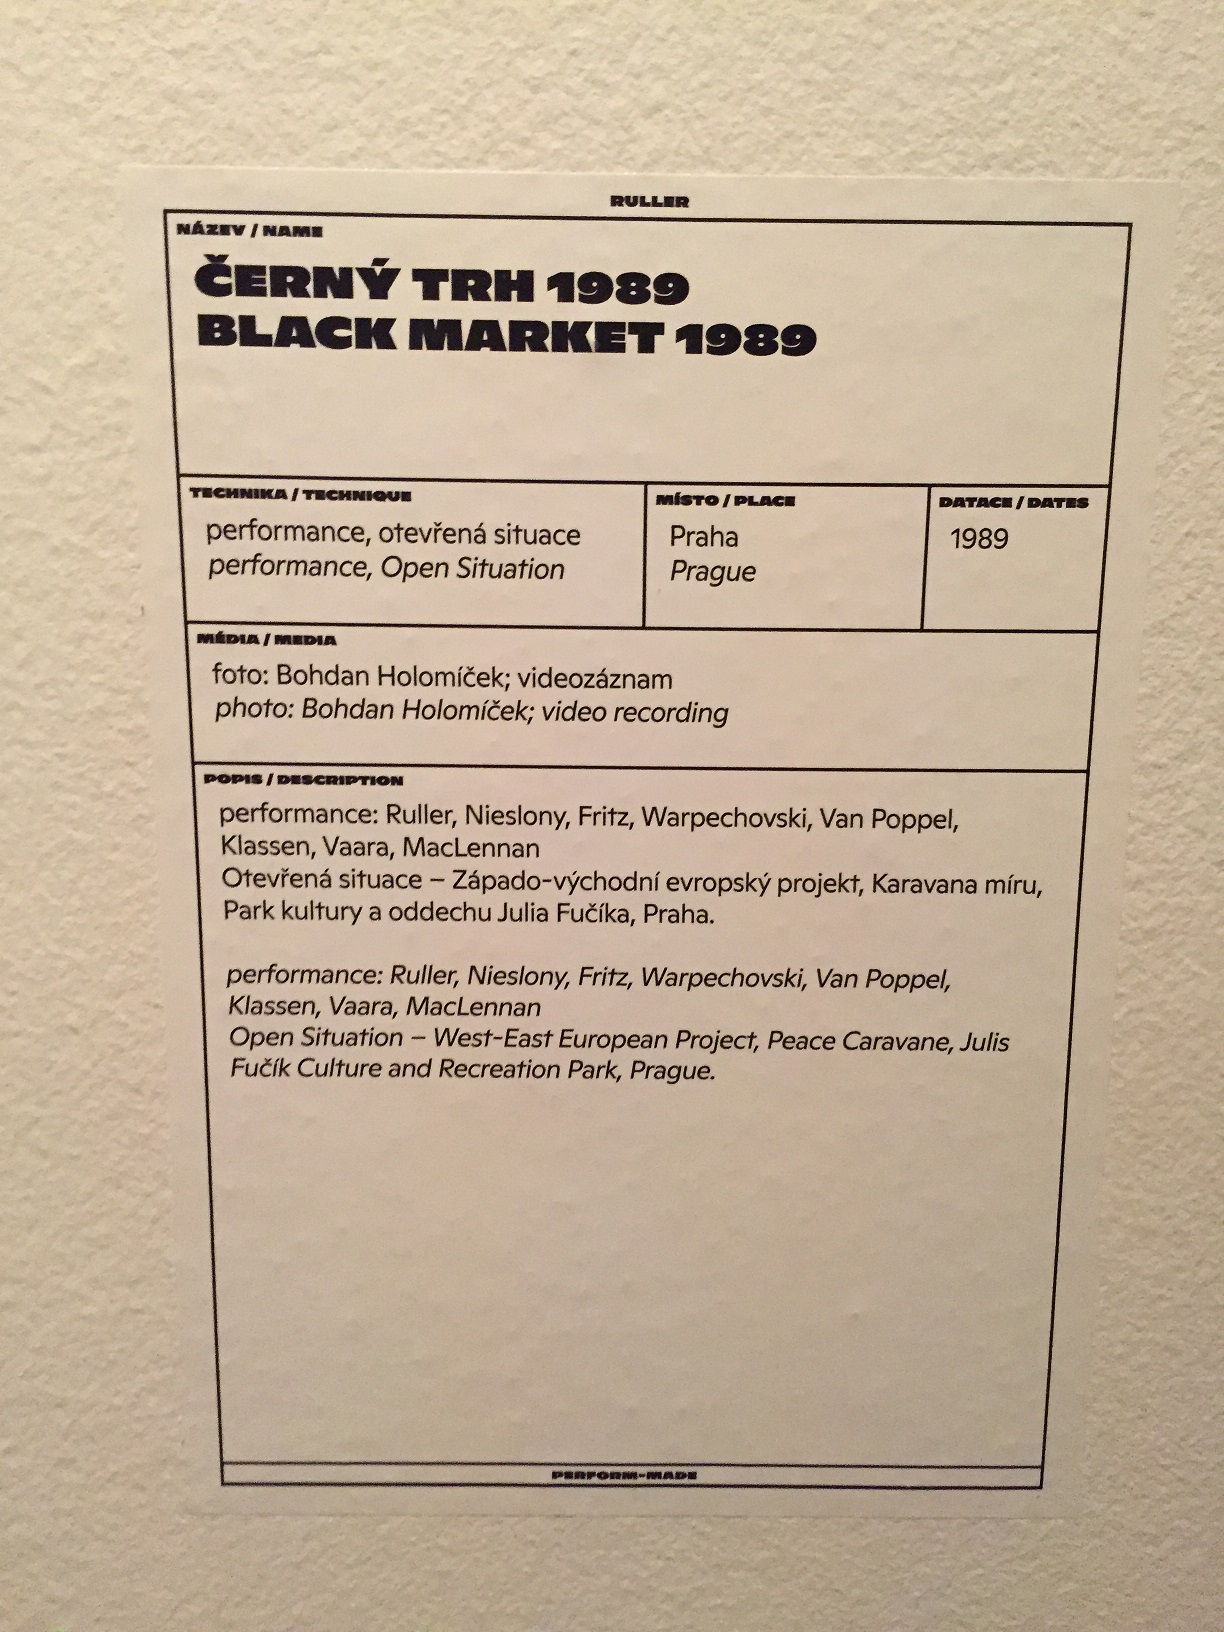 RULLER
NÁZEV / NAME
ČERNÝ TRH 1989
BLACK MARKET 1989
TECHNIKA / TECHNIQUE
performance, otevřená situace
performance, Open Situation
MÍSTO / PLACE
Praha
Prague
DATACE / DATES
1989
MÉDIA / MEDIA
foto: Bohdan Holomíček; videozáznam
photo: Bohdan Holomíček; video recording
POPIS / DESCRIPTION
performance: Ruller, Nieslony, Fritz, Warpechovski, Van Poppel,
Klassen, Vaara, MacLennan
Otevřená situace – Západo-východní evropský projekt, Karavana míru,
Park kultury a oddechu Julia Fučíka, Praha.
performance: Ruller, Nieslony, Fritz, Warpechovski, Van Poppel,
Klassen, Vaara, MacLennan
Open Situation – West-East European Project, Peace Caravane, Julis
Fučík Culture and Recreation Park, Prague.
PERFORM-MADE